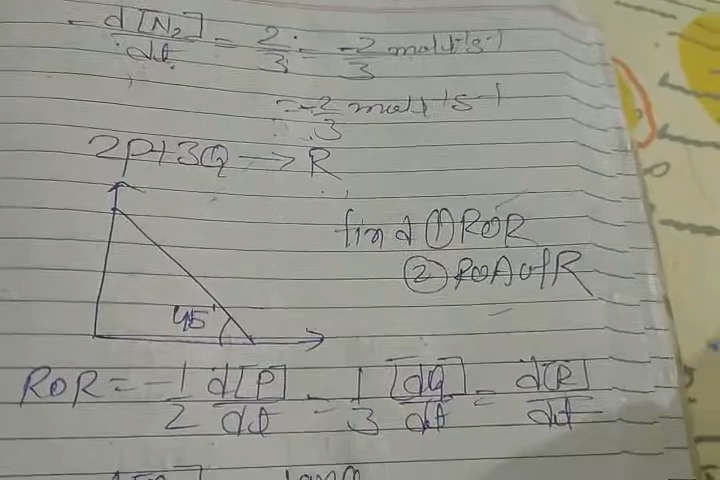 - d[N₂]/dt = 2/3 = -2/3 mol L⁻¹ s⁻¹
= -2/3 mol L⁻¹ s⁻¹
2P+3Q → R
find ① ROR
② ROA of R
45°
ROR = -1/2 d[P]/dt = 1/3 [dQ]/dt = d[R]/dt